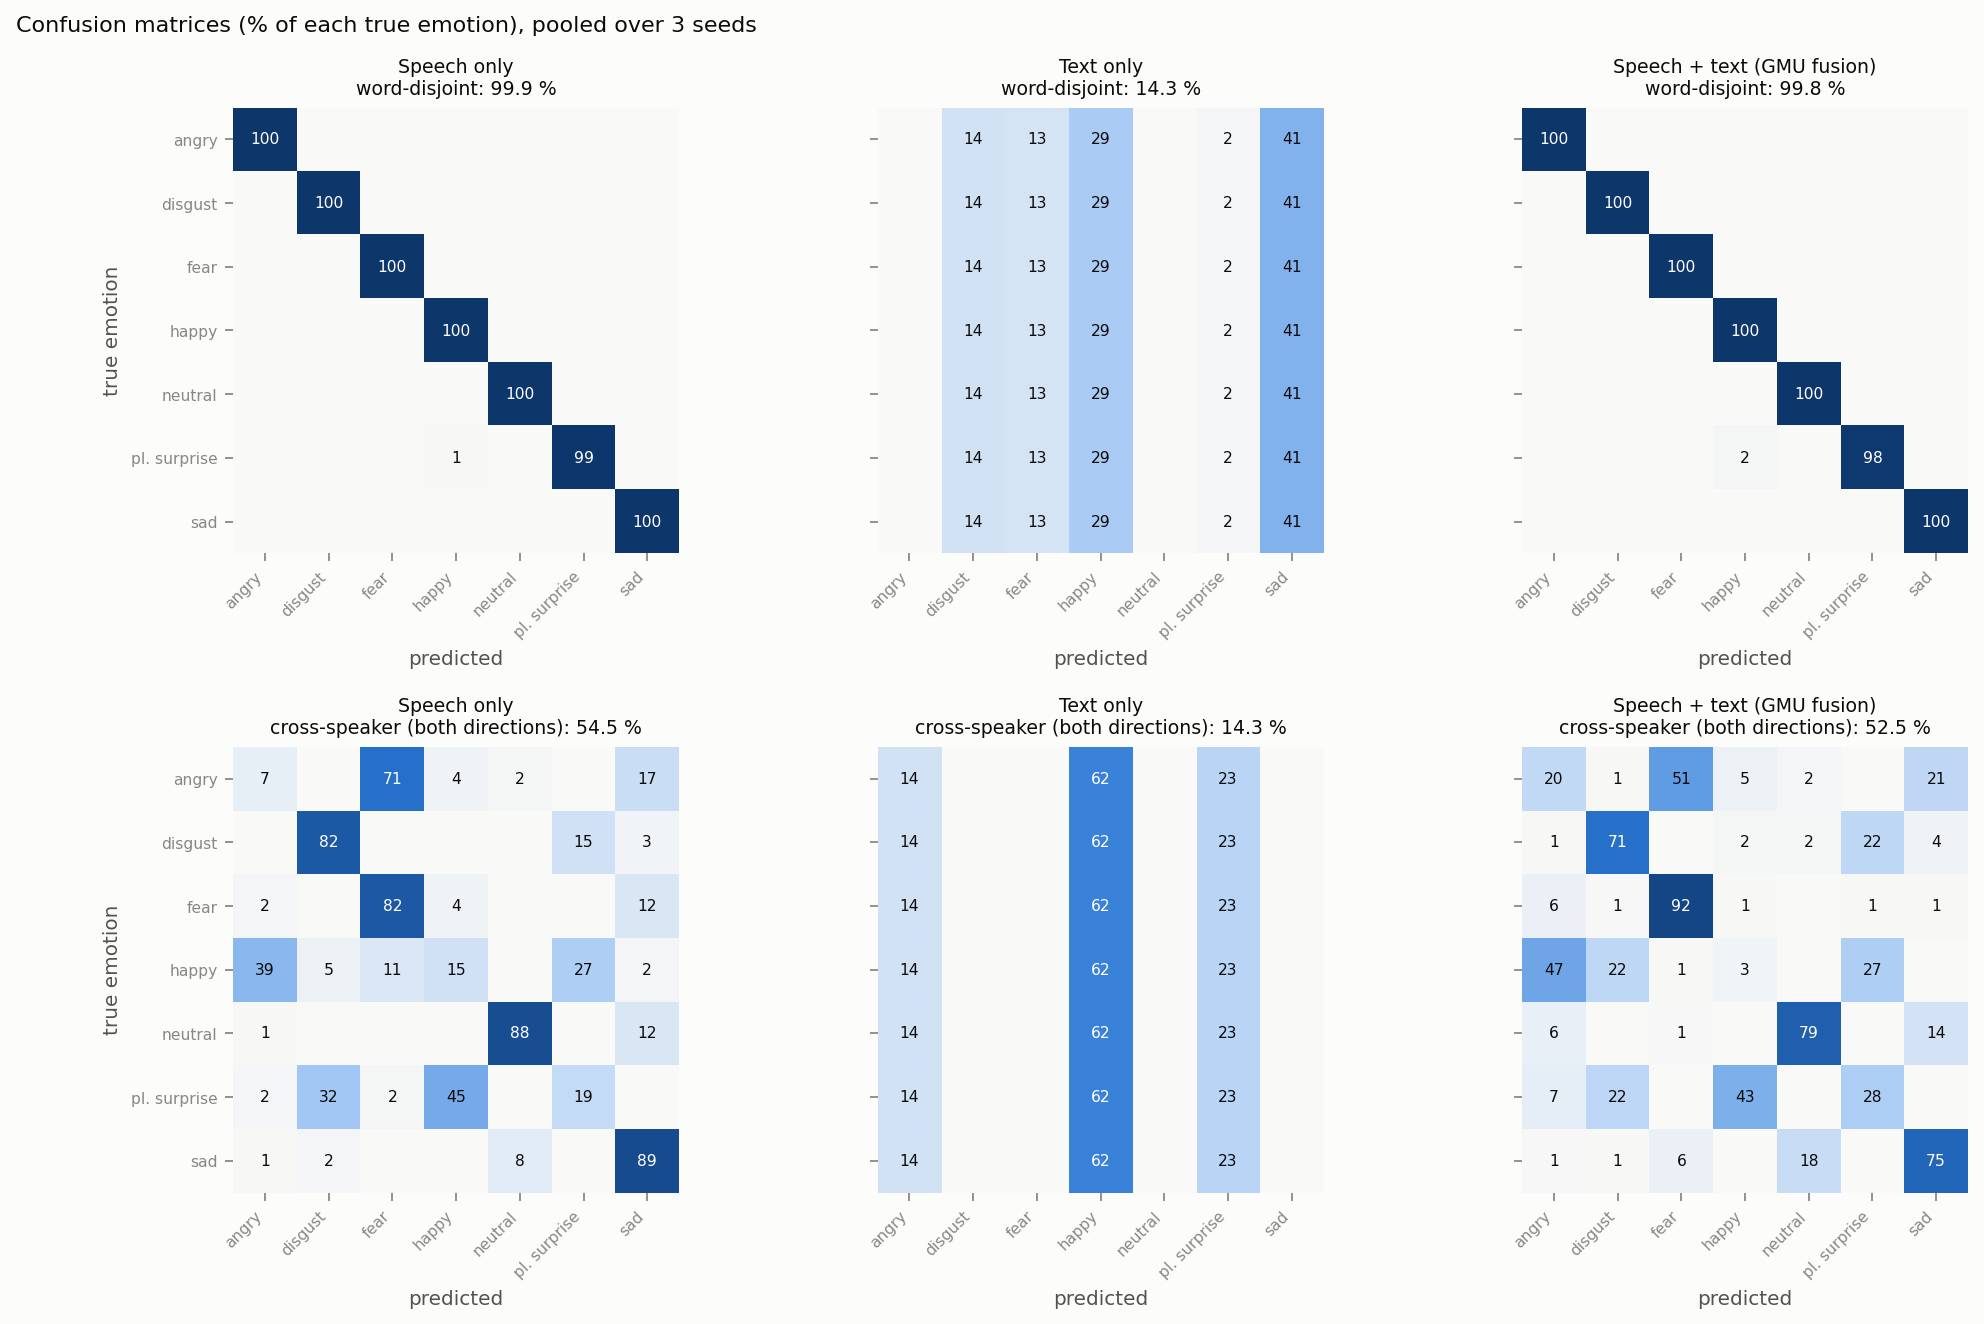 Confusion matrices (% of each true emotion), pooled over 3 seeds
Speech only
word-disjoint: 99.9 %
true emotion
angry 100
disgust 100
fear 100
happy 100
neutral 100
pl. surprise 1 99
sad 100
angry disgust fear happy neutral pl. surprise sad
predicted
Text only
word-disjoint: 14.3 %
14 13 29 2 41
14 13 29 2 41
14 13 29 2 41
14 13 29 2 41
14 13 29 2 41
14 13 29 2 41
14 13 29 2 41
angry disgust fear happy neutral pl. surprise sad
predicted
Speech + text (GMU fusion)
word-disjoint: 99.8 %
100
100
100
100
100
2 98
100
angry disgust fear happy neutral pl. surprise sad
predicted
Speech only
cross-speaker (both directions): 54.5 %
true emotion
angry 7 71 4 2 17
disgust 82 15 3
fear 2 82 4 12
happy 39 5 11 15 27 2
neutral 1 88 12
pl. surprise 2 32 2 45 19
sad 1 2 8 89
angry disgust fear happy neutral pl. surprise sad
predicted
Text only
cross-speaker (both directions): 14.3 %
14 62 23
14 62 23
14 62 23
14 62 23
14 62 23
14 62 23
14 62 23
angry disgust fear happy neutral pl. surprise sad
predicted
Speech + text (GMU fusion)
cross-speaker (both directions): 52.5 %
20 1 51 5 2 21
1 71 2 2 22 4
6 1 92 1 1 1
47 22 1 3 27
6 1 79 14
7 22 43 28
1 1 6 18 75
angry disgust fear happy neutral pl. surprise sad
predicted